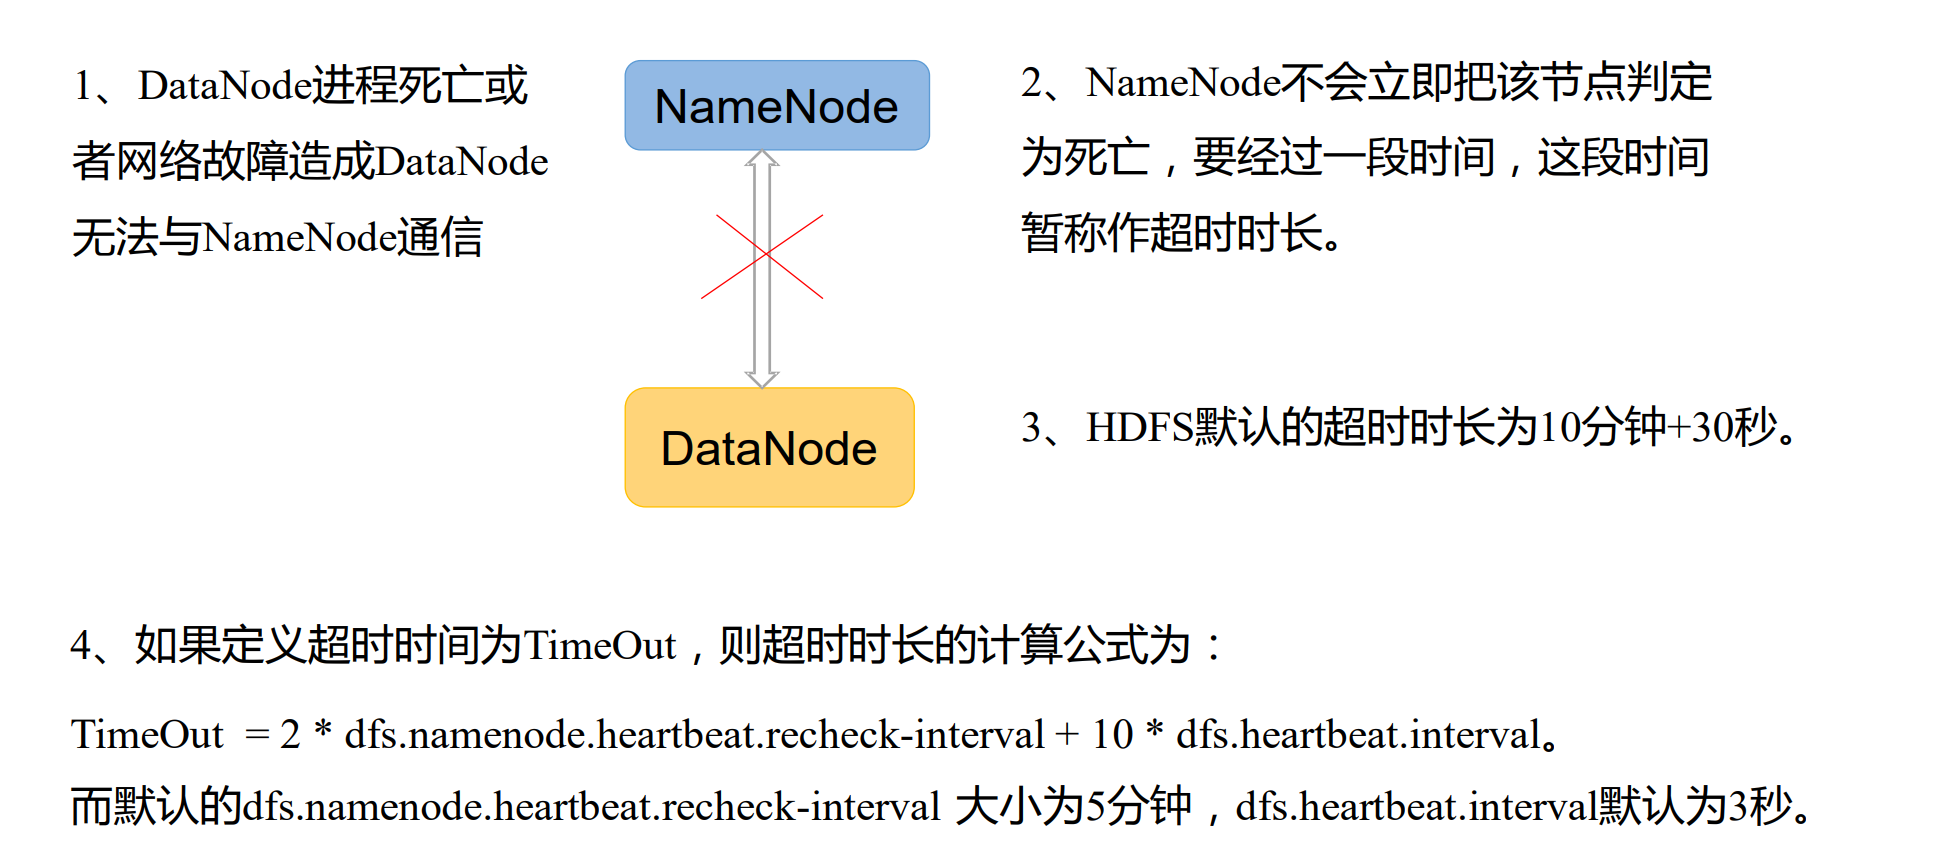 1、DataNode进程死亡或
者网络故障造成DataNode
无法与NameNode通信
NameNode
DataNode
2、NameNode不会立即把该节点判定
为死亡，要经过一段时间，这段时间
暂称作超时时长。
3、HDFS默认的超时时长为10分钟+30秒。
4、如果定义超时时间为TimeOut，则超时时长的计算公式为：
TimeOut  = 2 * dfs.namenode.heartbeat.recheck-interval + 10 * dfs.heartbeat.interval。
而默认的dfs.namenode.heartbeat.recheck-interval 大小为5分钟，dfs.heartbeat.interval默认为3秒。